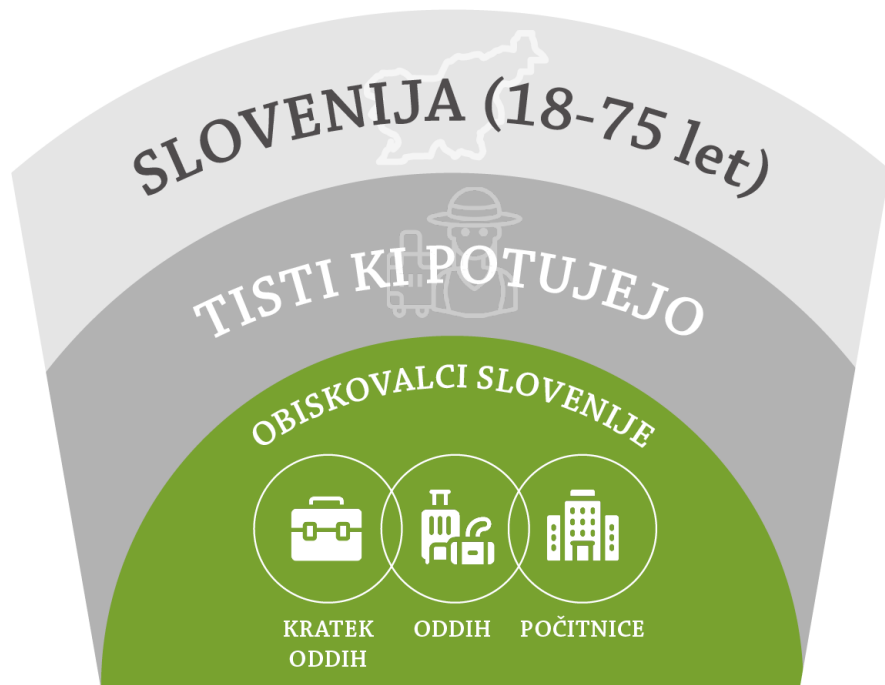 SLOVENIJA (18-75 let)
TISTI KI POTUJEJO
OBISKOVALCI SLOVENIJE
KRATEK
ODDIH
ODDIH
POČITNICE